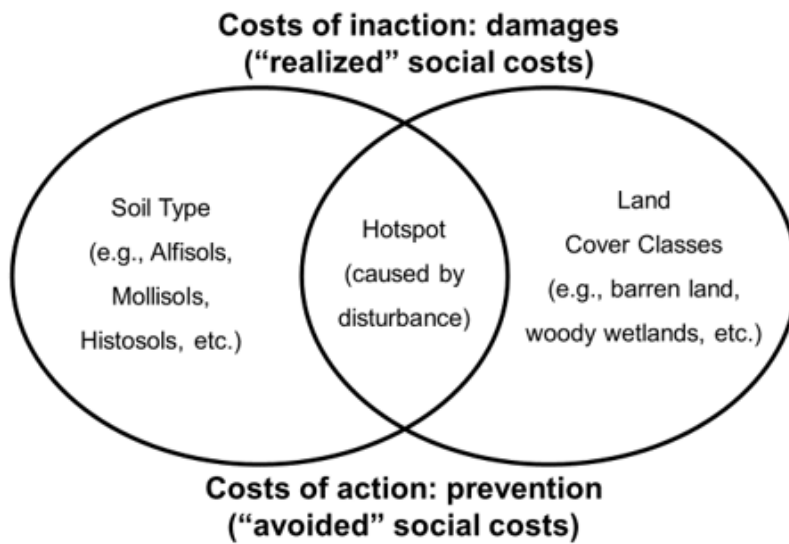 Costs of inaction: damages
(“realized” social costs)
Soil Type
(e.g., Alfisols,
Mollisols,
Histosols, etc.)
Hotspot
(caused by
disturbance)
Land
Cover Classes
(e.g., barren land,
woody wetlands, etc.)
Costs of action: prevention
(“avoided” social costs)